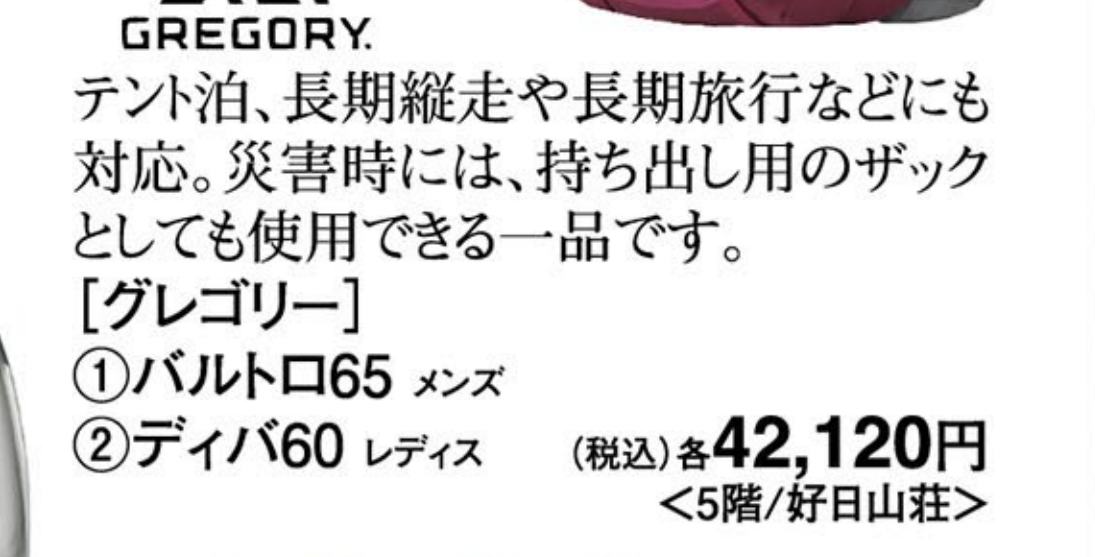 GREGORY.
テント泊、長期縦走や長期旅行などにも
対応。災害時には、持ち出し用のザック
としても使用できる一品です。
[グレゴリー]
①バルトロ65 メンズ
②ディバ60 レディス (税込)各42,120円
<5階/好日山荘>